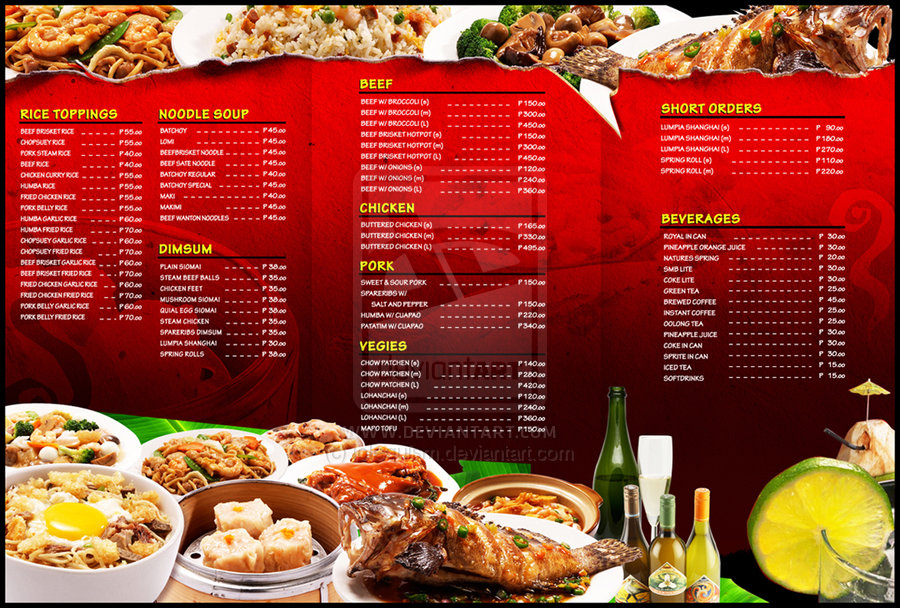 RICE TOPPINGS
BEEF BRISKET RICE P 55.00
CHOPSUEY RICE P 55.00
PORK STEAM RICE P 40.00
BEEF RICE P 40.00
CHICKEN CURRY RICE P 55.00
HUMBA RICE P 55.00
FRIED CHICKEN RICE P 55.00
PORK BELLY RICE P 55.00
HUMBA GARLIC RICE P 60.00
HUMBA FRIED RICE P 70.00
CHOPSUEY GARLIC RICE P 60.00
CHOPSUEY FRIED RICE P 70.00
BEEF BRISKET GARLIC RICE P 60.00
BEEF BRISKET FRIED RICE P 70.00
FRIED CHICKEN GARLIC RICE P 60.00
FRIED CHICKEN FRIED RICE P 70.00
PORK BELLY GARLIC RICE P 60.00
PORK BELLY FRIED RICE P 70.00
NOODLE SOUP
BATCHOY P 45.00
LOMI P 45.00
BEEFBRISKET NOODLE P 45.00
BEEF SATE NOODLE P 45.00
BATCHOY REGULAR P 40.00
BATCHOY SPECIAL P 45.00
MAKI P 40.00
MAKIMI P 45.00
BEEF WANTON NOODLES P 45.00
DIMSUM
PLAIN SIOMAI P 38.00
STEAM BEEF BALLS P 38.00
CHICKEN FEET P 38.00
MUSHROOM SIOMAI P 38.00
QUIAL EGG SIOMAI P 38.00
STEAM CHICKEN P 35.00
SPARERIBS DIMSUM P 38.00
LUMPIA SHANGHAI P 38.00
SPRING ROLLS P 38.00
BEEF
BEEF W/ BROCCOLI (s) P 150.00
BEEF W/ BROCCOLI (m) P 300.00
BEEF W/ BROCCOLI (L) P 450.00
BEEF BRISKET HOTPOT (s) P 150.00
BEEF BRISKET HOTPOT (m) P 300.00
BEEF BRISKET HOTPOT (L) P 450.00
BEEF W/ ONIONS (s) P 120.00
BEEF W/ ONIONS (m) P 240.00
BEEF W/ ONIONS (L) P 360.00
CHICKEN
BUTTERED CHICKEN (s) P 165.00
BUTTERED CHICKEN (m) P 330.00
BUTTERED CHICKEN (L) P 495.00
PORK
SWEET & SOUR PORK P 150.00
SPARERIBS W/
SALT AND PEPPER P 150.00
HUMBA W/ CUAPAO P 220.00
PATATIM W/ CUAPAO P 340.00
VEGIES
CHOW PATCHEN (s) P 140.00
CHOW PATCHEN (m) P 280.00
CHOW PATCHEN (L) P 420.00
LOHANCHAI (s) P 120.00
LOHANCHAI (m) P 240.00
LOHANCHAI (L) P 360.00
MAPO TOFU P 150.00
SHORT ORDERS
LUMPIA SHANGHAI (s) P 90.00
LUMPIA SHANGHAI (m) P 180.00
LUMPIA SHANGHAI (L) P 270.00
SPRING ROLL (s) P 110.00
SPRING ROLL (m) P 220.00
BEVERAGES
ROYAL IN CAN P 30.00
PINEAPPLE ORANGE JUICE P 30.00
NATURES SPRING P 20.00
SMB LITE P 30.00
COKE LITE P 30.00
GREEN TEA P 30.00
BREWED COFFEE P 45.00
INSTANT COFFEE P 25.00
OOLONG TEA P 30.00
PINEAPPLE JUICE P 30.00
COKE IN CAN P 30.00
SPRITE IN CAN P 30.00
ICED TEA P 15.00
SOFTDRINKS P 15.00
WWW.DEVIANTART.COM